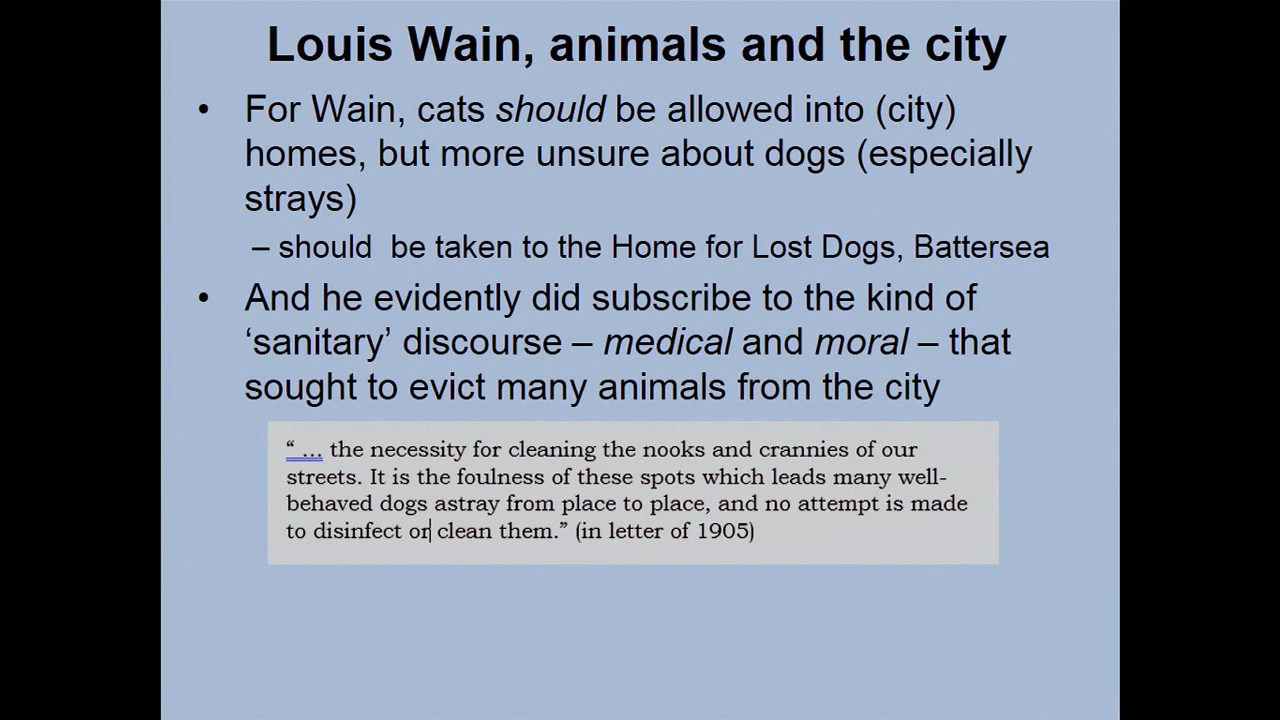 Louis Wain, animals and the city
• For Wain, cats should be allowed into (city)
homes, but more unsure about dogs (especially
strays)
– should  be taken to the Home for Lost Dogs, Battersea
• And he evidently did subscribe to the kind of
‘sanitary’ discourse – medical and moral – that
sought to evict many animals from the city
“ … the necessity for cleaning the nooks and crannies of our
streets. It is the foulness of these spots which leads many well-
behaved dogs astray from place to place, and no attempt is made
to disinfect or clean them.” (in letter of 1905)